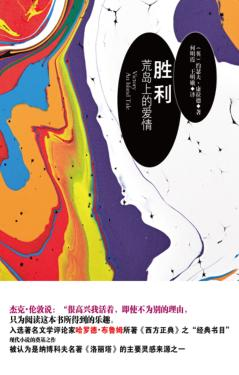 （英）约瑟夫·康拉德◆著
何明霞 王明娥◆译
胜利
荒岛上的爱情
Victory
An Island Tale
杰克·伦敦说：“很高兴我活着，即使不为别的理由，
只为阅读这本书所得到的乐趣。
入选著名文学评论家哈罗德·布鲁姆所著《西方正典》之“经典书目”
现代小说的奠基之作
被认为是纳博科夫名著《洛丽塔》的主要灵感来源之一